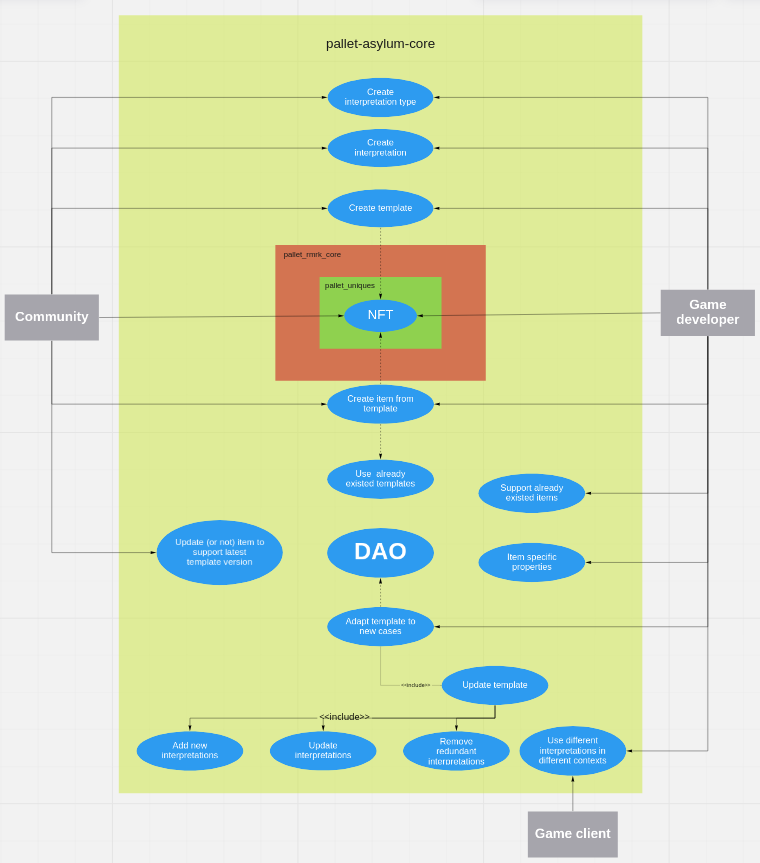 pallet-asylum-core
Create
interpretation type
Create
interpretation
Create template
pallet_rmrk_core
pallet_uniques
NFT
Community
Game
developer
Create item from
template
Use already
existed templates
Support already
existed items
Update (or not) item to
support latest
template version
DAO
Item specific
properties
Adapt template to
new cases
<<include>>
Update template
<<include>>
Add new
interpretations
Update
interpretations
Remove
redundant
interpretations
Use different
interpretations in
different contexts
Game client